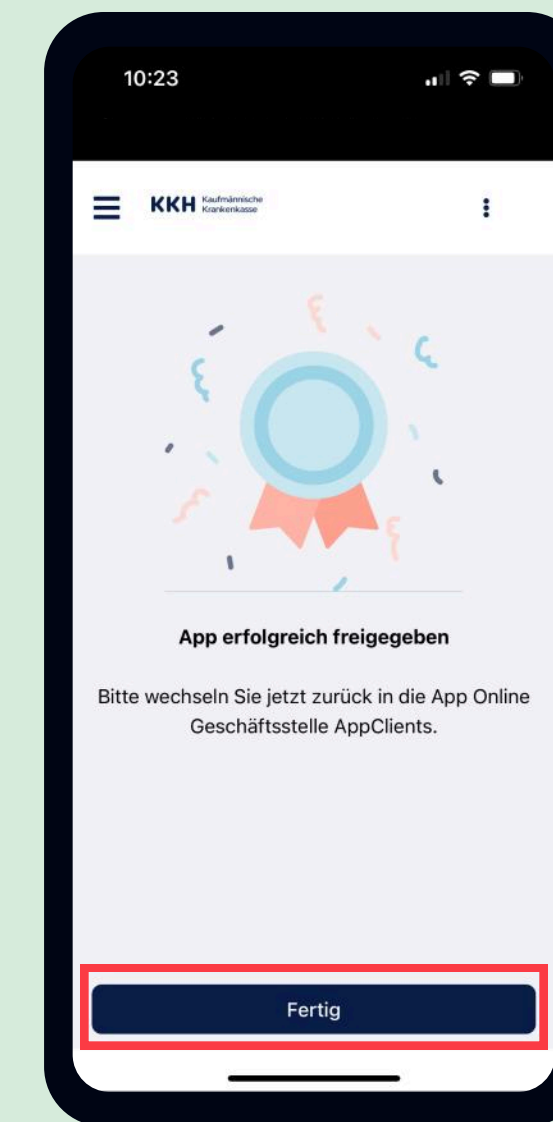 10:23
KKH Kaufmännische
Krankenkasse
App erfolgreich freigegeben
Bitte wechseln Sie jetzt zurück in die App Online
Geschäftsstelle AppClients.
Fertig